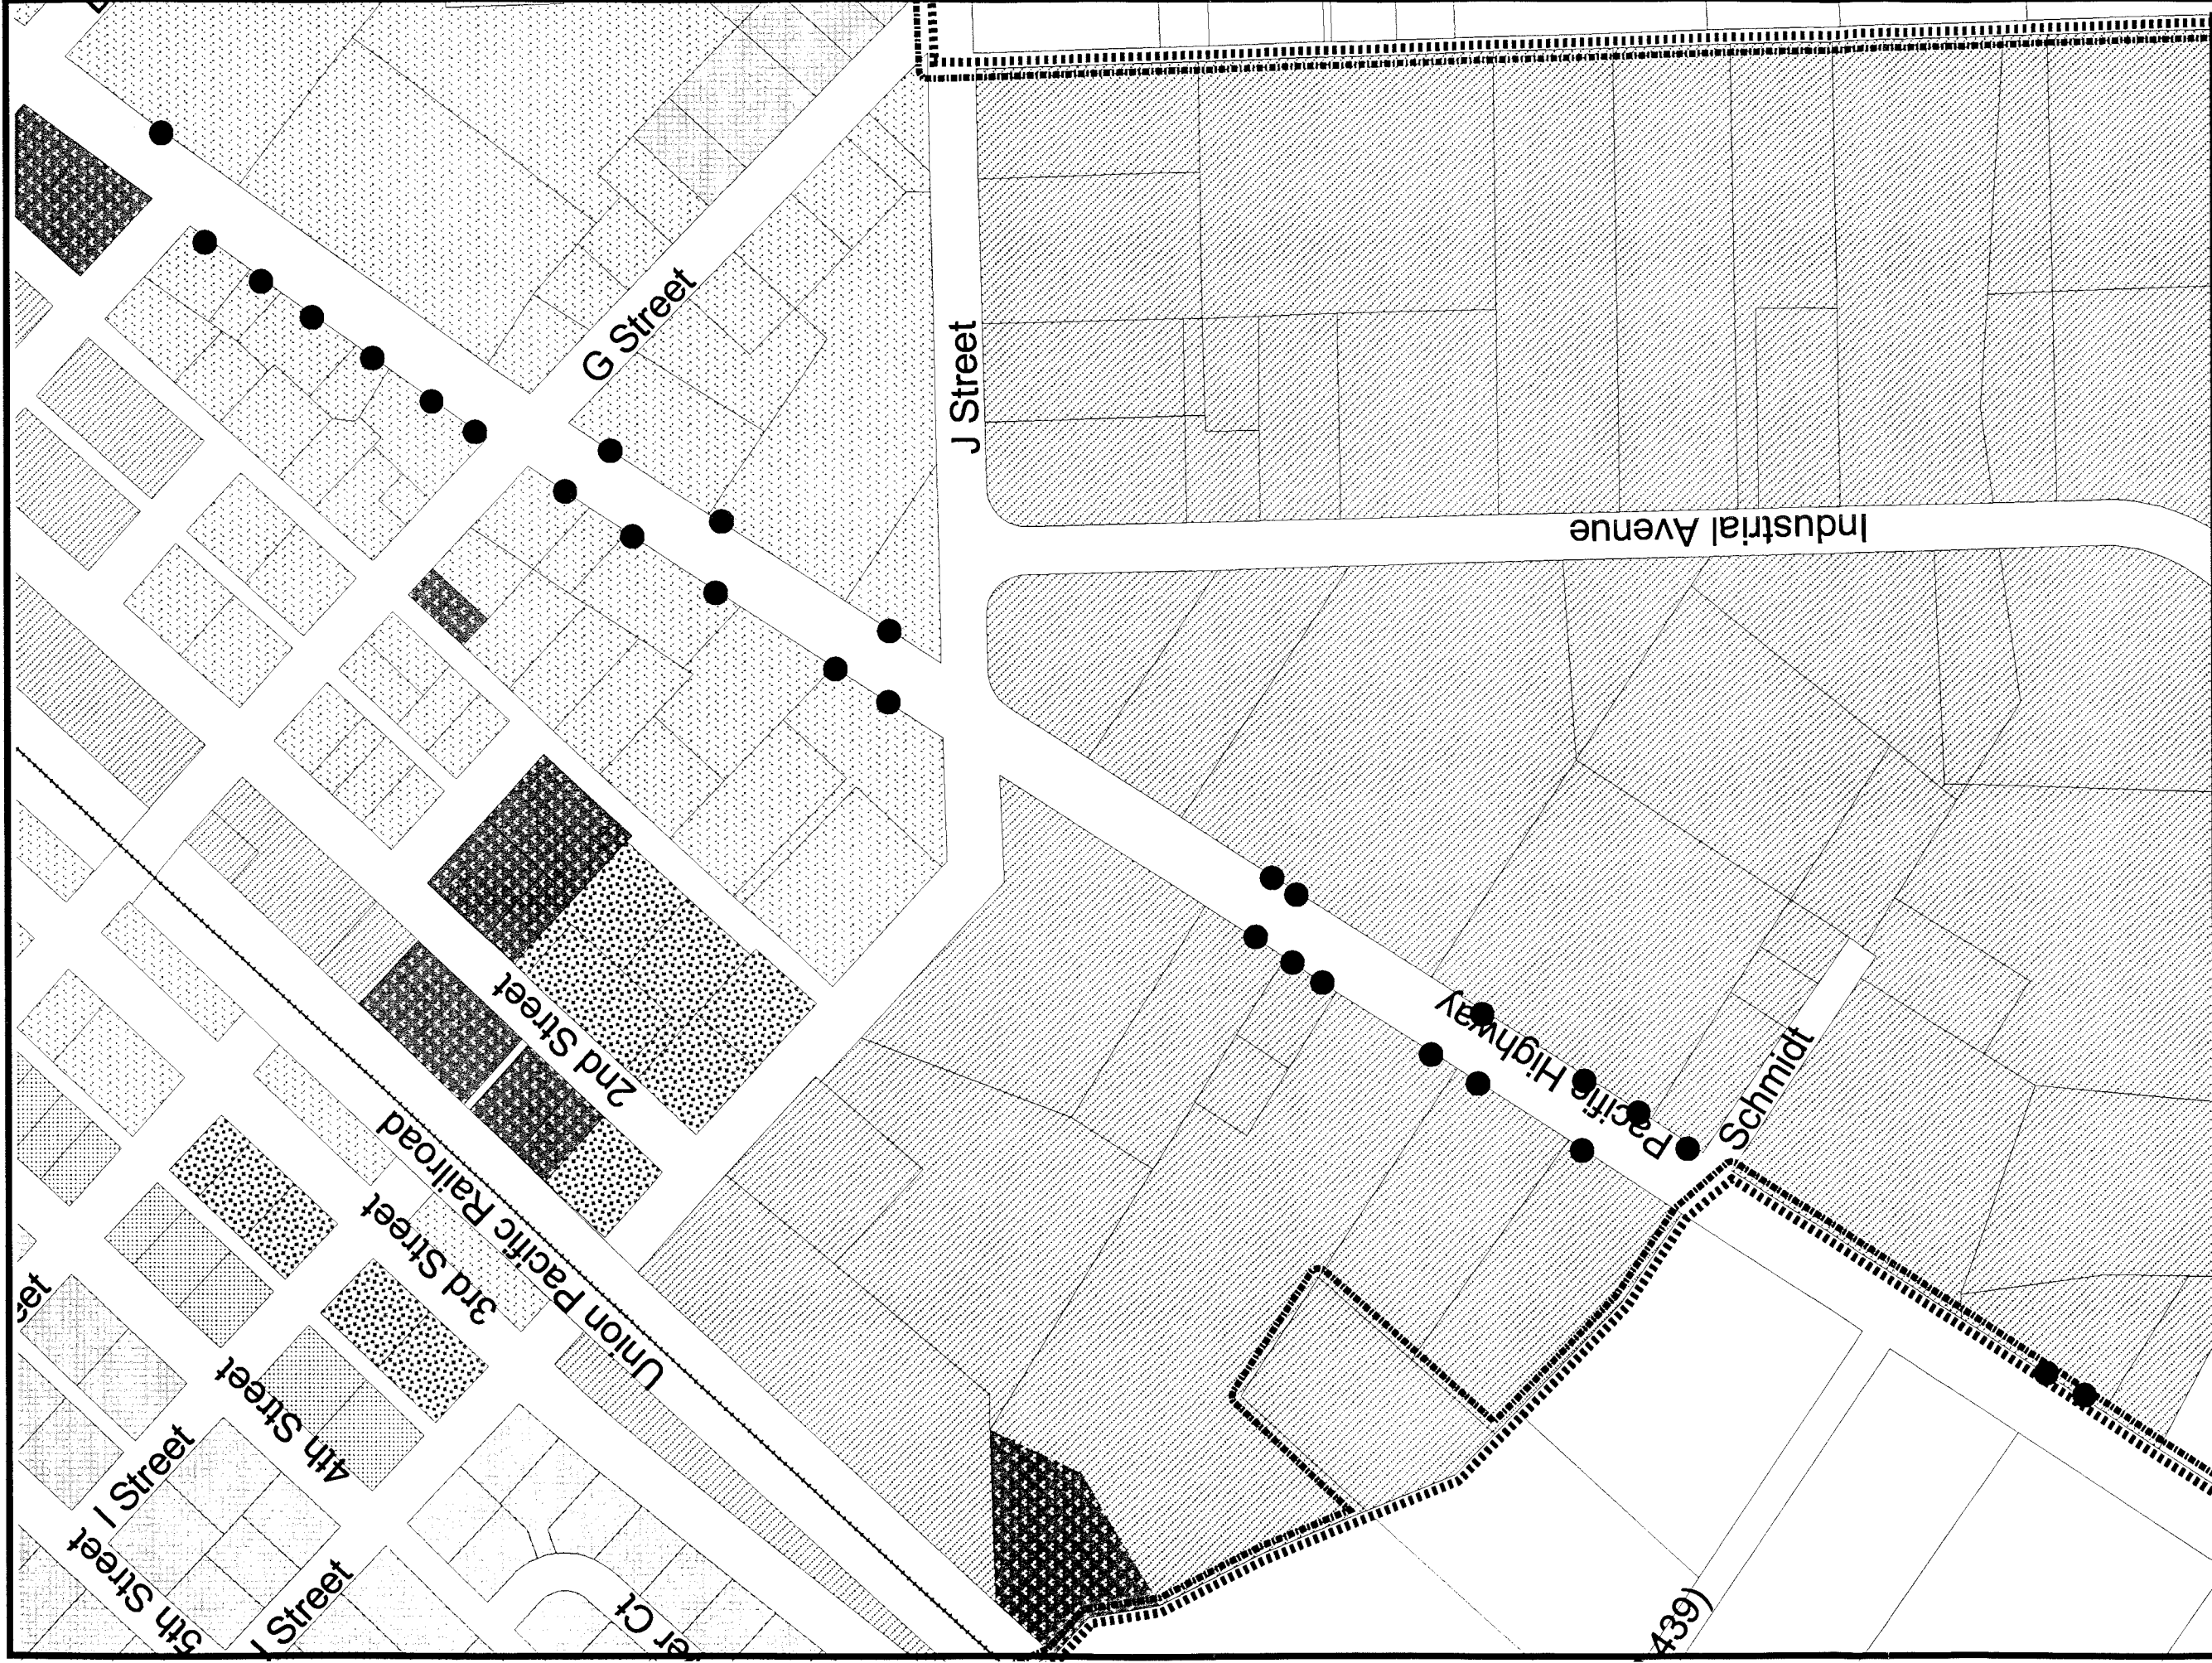 G Street
J Street
Industrial Avenue
2nd Street
Pacific Highway
Schmidt
Union Pacific Railroad
3rd Street
4th Street
I Street
5th Street
Street
Ct
439)